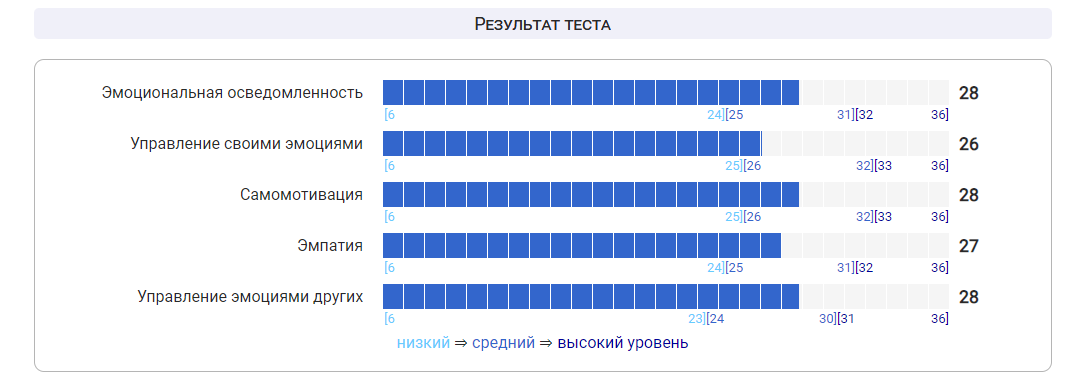 Результат теста
Эмоциональная осведомленность 28
[6 24][25 31][32 36]
Управление своими эмоциями 26
[6 25][26 32][33 36]
Самомотивация 28
[6 25][26 32][33 36]
Эмпатия 27
[6 24][25 31][32 36]
Управление эмоциями других 28
[6 23][24 30][31 36]
низкий ⇒ средний ⇒ высокий уровень